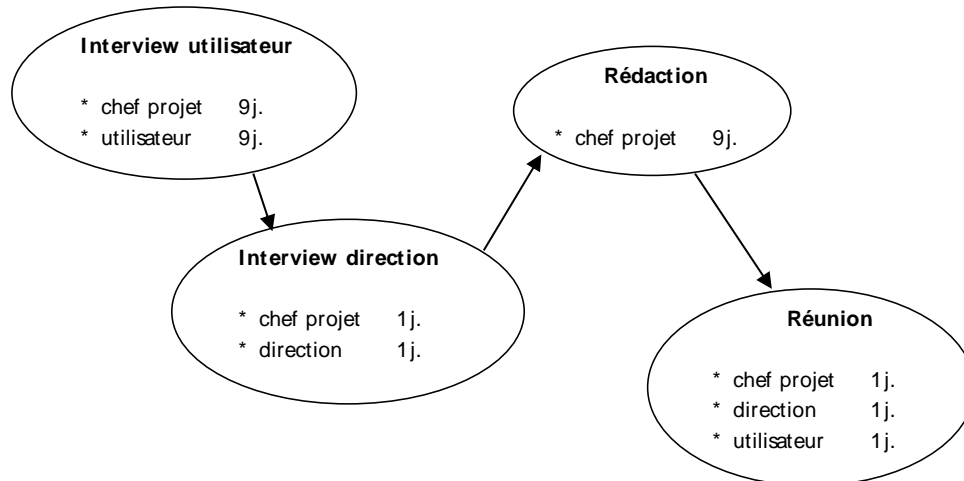 Interview utilisateur
* chef projet 9j.
* utilisateur 9j.
Interview direction
* chef projet 1j.
* direction 1j.
Rédaction
* chef projet 9j.
Réunion
* chef projet 1j.
* direction 1j.
* utilisateur 1j.